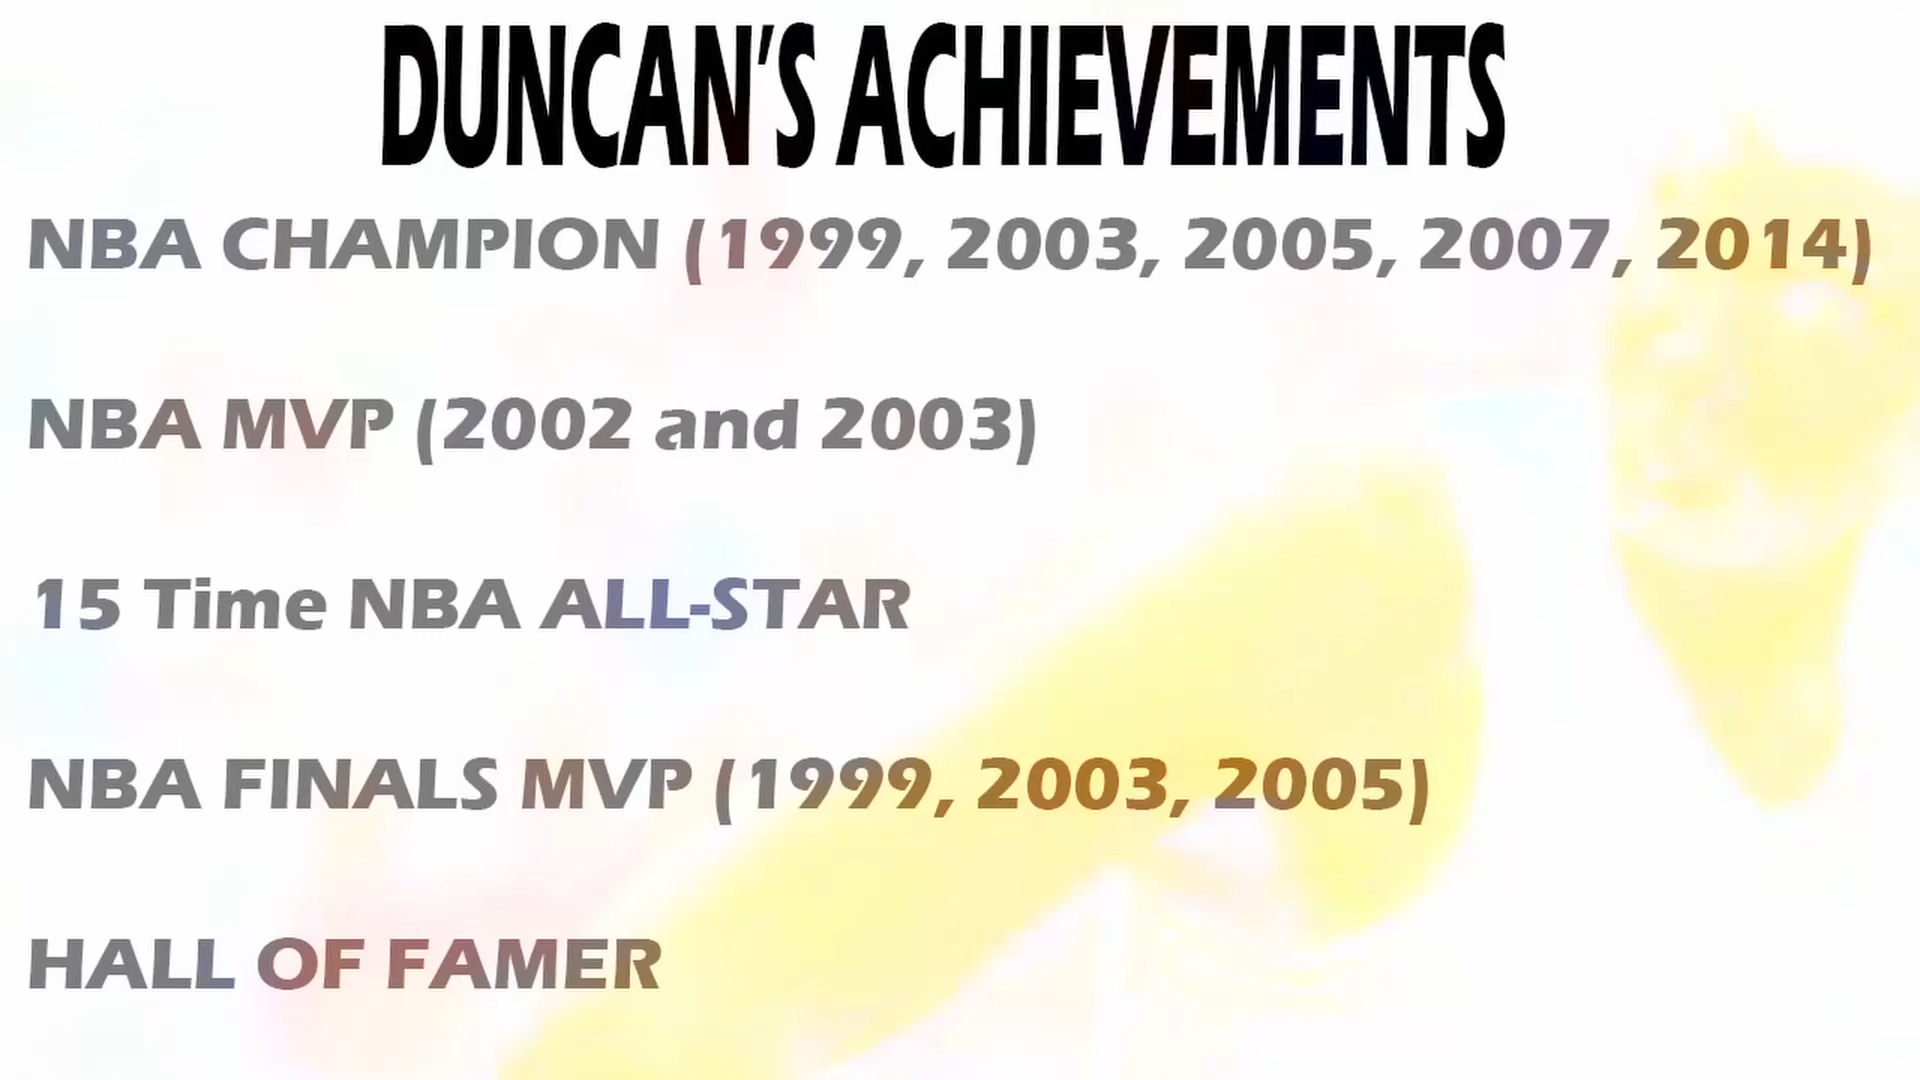 DUNCAN'S ACHIEVEMENTS
NBA CHAMPION (1999, 2003, 2005, 2007, 2014)
NBA MVP (2002 and 2003)
15 Time NBA ALL-STAR
NBA FINALS MVP (1999, 2003, 2005)
HALL OF FAMER